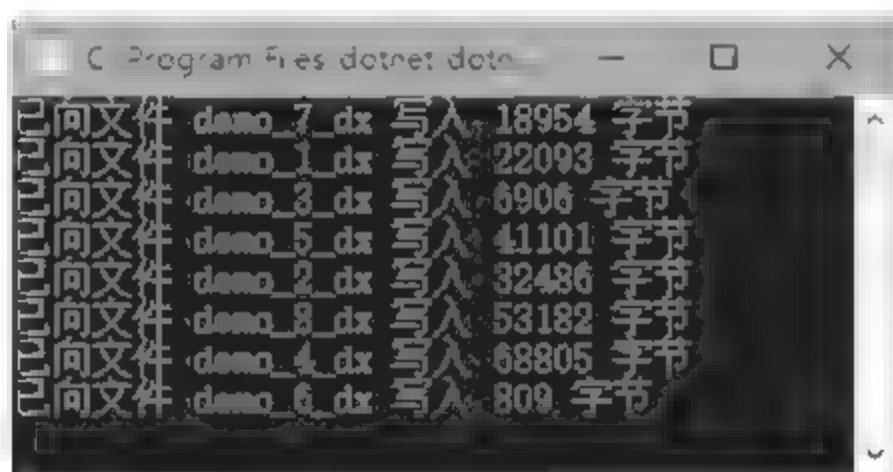 C Program Files dotnet dotn
已向文件 demo_7_dx 写入 18954 字节
已向文件 demo_1_dx 写入 22093 字节
已向文件 demo_3_dx 写入 6906 字节
已向文件 demo_5_dx 写入 41101 字节
已向文件 demo_2_dx 写入 32486 字节
已向文件 demo_8_dx 写入 53182 字节
已向文件 demo_4_dx 写入 68805 字节
已向文件 demo_6_dx 写入 809 字节